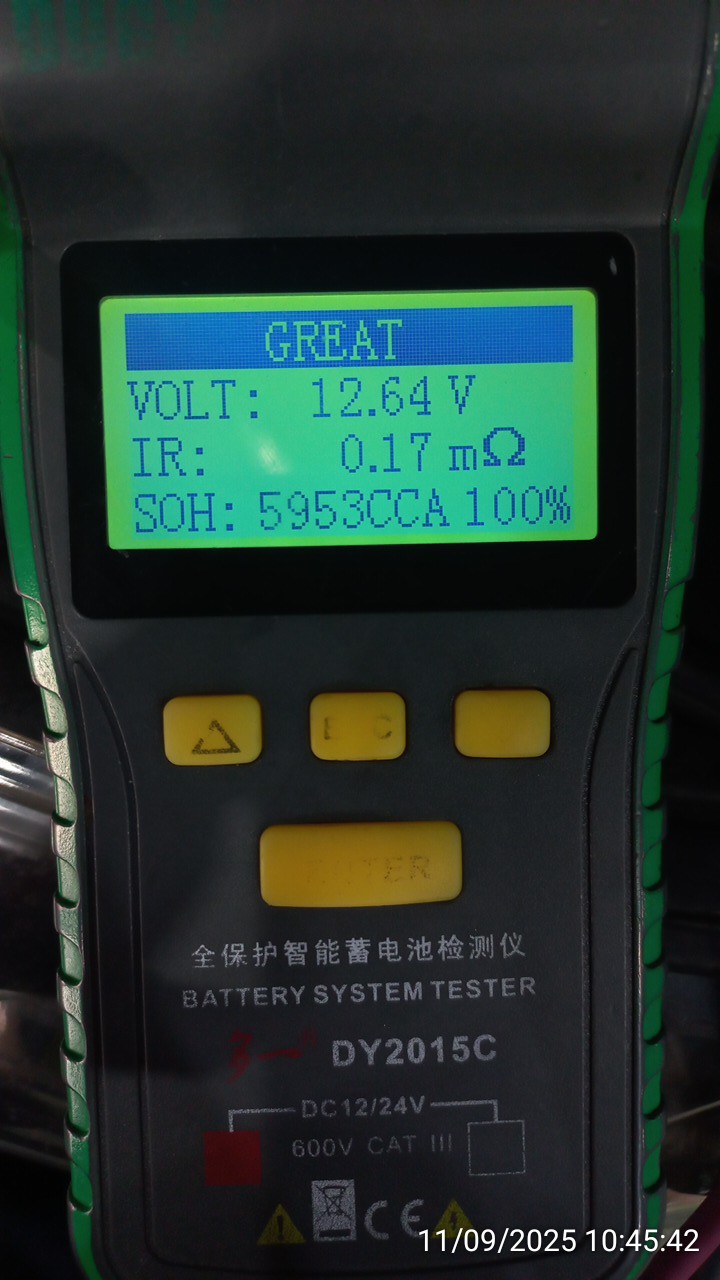 GREAT
VOLT: 12.64 V
IR: 0.17 mΩ
SOH: 5953CCA 100%
E C
全保护智能蓄电池检测仪
BATTERY SYSTEM TESTER
多一 DY2015C
DC12/24V
600V CAT III
CE
11/09/2025 10:45:42